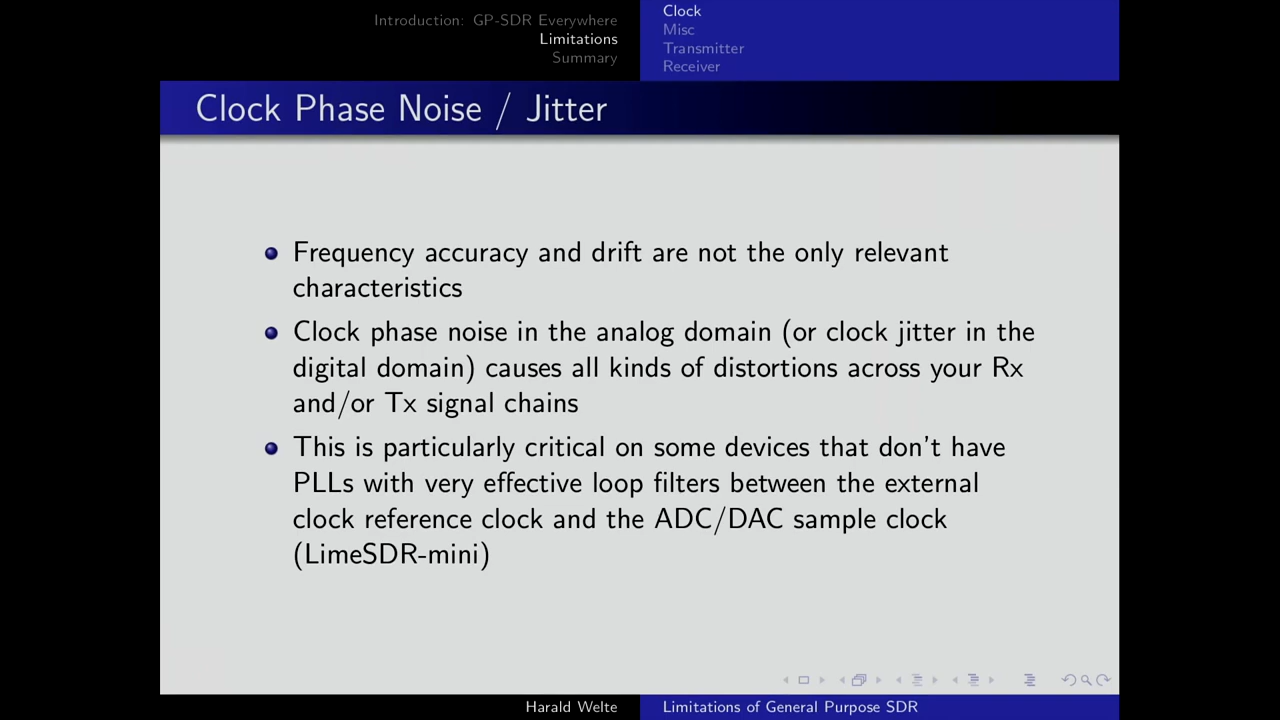 Introduction: GP-SDR Everywhere
Limitations
Summary
Clock
Misc
Transmitter
Receiver
Clock Phase Noise / Jitter
Frequency accuracy and drift are not the only relevant
characteristics
Clock phase noise in the analog domain (or clock jitter in the
digital domain) causes all kinds of distortions across your Rx
and/or Tx signal chains
This is particularly critical on some devices that don't have
PLLs with very effective loop filters between the external
clock reference clock and the ADC/DAC sample clock
(LimeSDR-mini)
Harald Welte
Limitations of General Purpose SDR